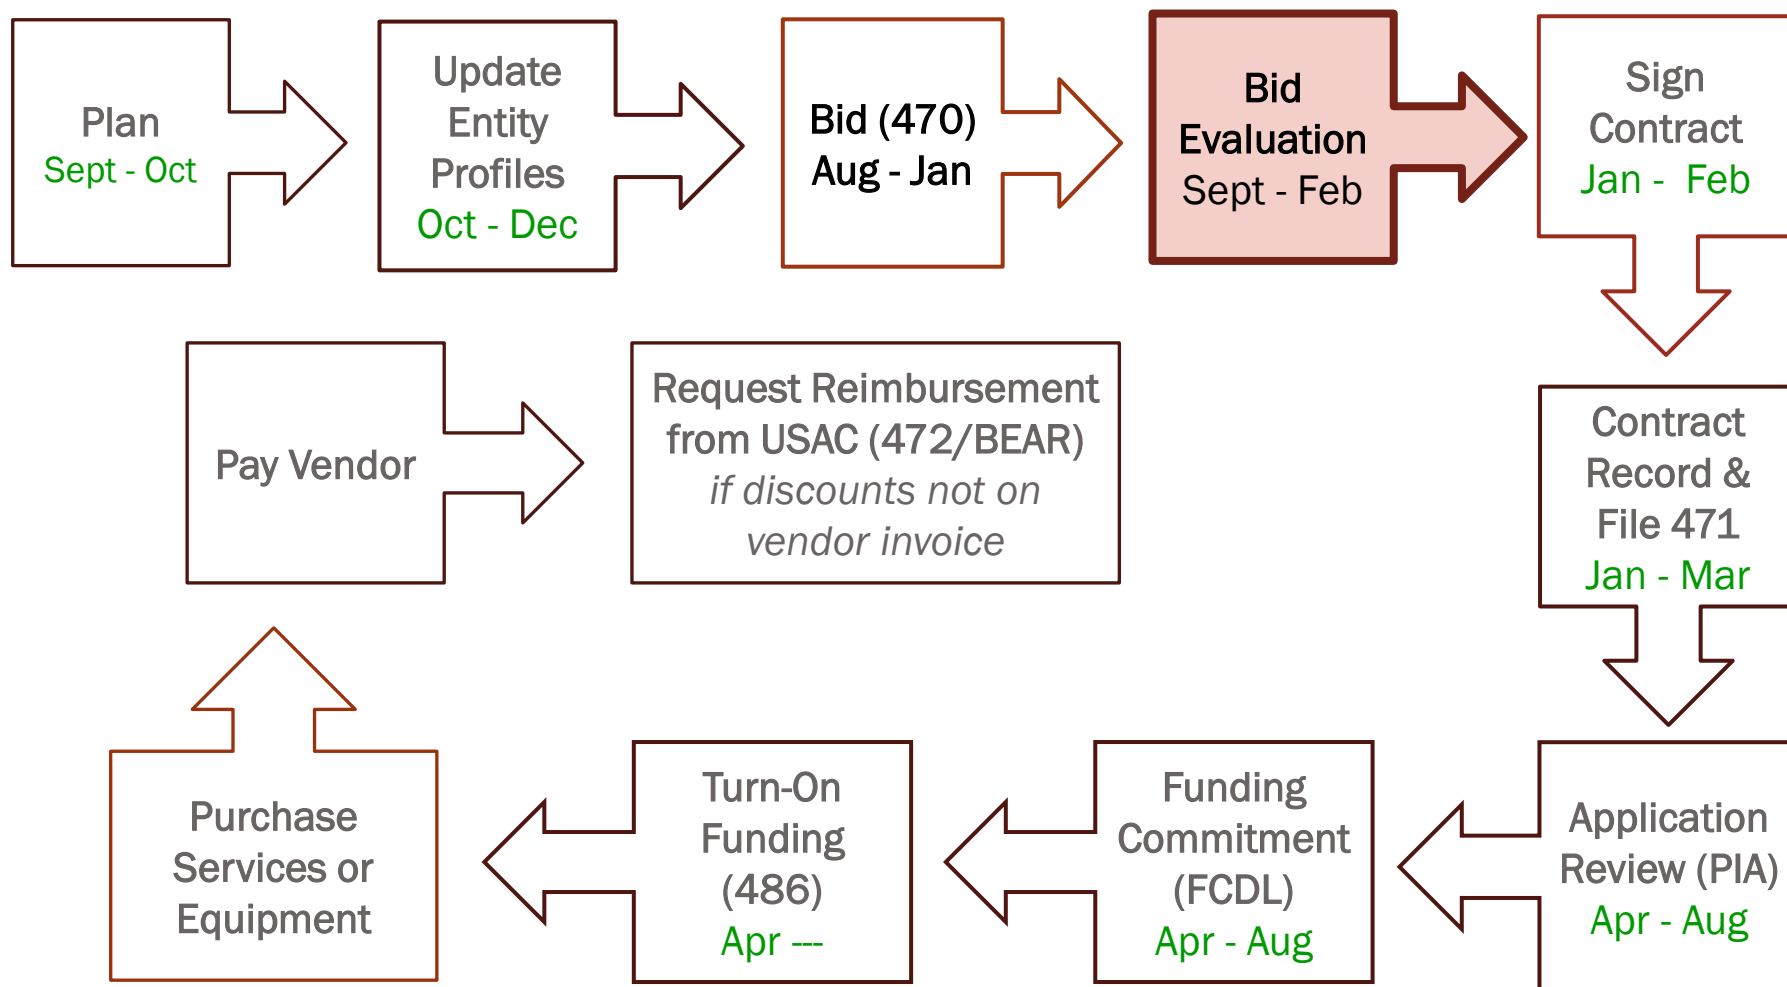 Plan
Sept - Oct
Update
Entity
Profiles
Oct - Dec
Bid (470)
Aug - Jan
Bid
Evaluation
Sept - Feb
Sign
Contract
Jan - Feb
Contract
Record &
File 471
Jan - Mar
Application
Review (PIA)
Apr - Aug
Funding
Commitment
(FCDL)
Apr - Aug
Turn-On
Funding
(486)
Apr ---
Purchase
Services or
Equipment
Pay Vendor
Request Reimbursement
from USAC (472/BEAR)
if discounts not on
vendor invoice